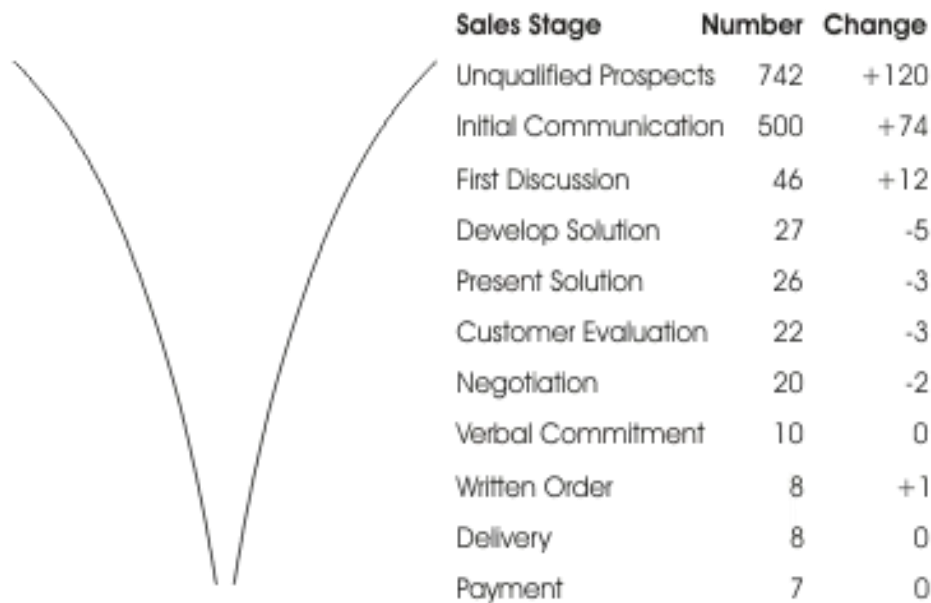 Sales Stage Number Change
Unqualified Prospects 742 +120
Initial Communication 500 +74
First Discussion 46 +12
Develop Solution 27 -5
Present Solution 26 -3
Customer Evaluation 22 -3
Negotiation 20 -2
Verbal Commitment 10 0
Written Order 8 +1
Delivery 8 0
Payment 7 0